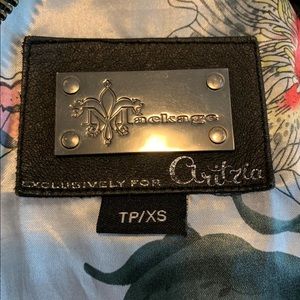 Mackage
EXCLUSIVELY FOR aritzia
TP/XS